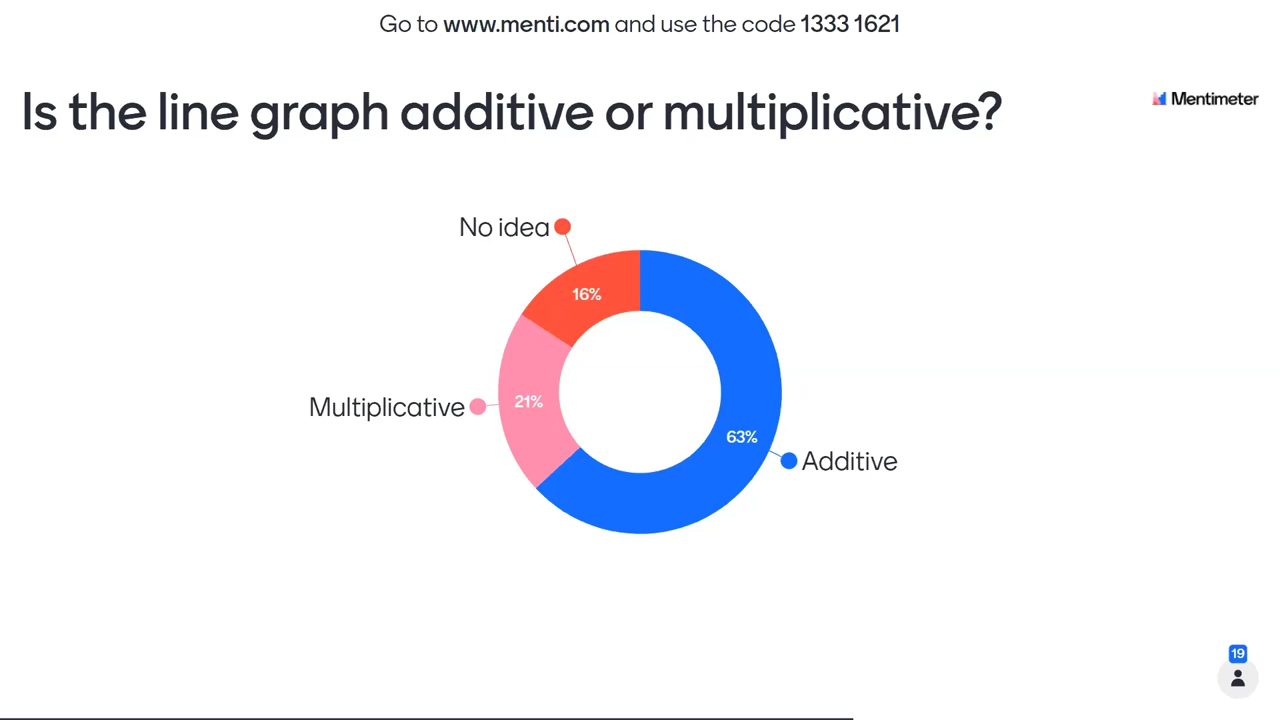 Go to www.menti.com and use the code 1333 1621
Is the line graph additive or multiplicative?
Mentimeter
No idea
16%
Multiplicative
21%
63%
Additive
19